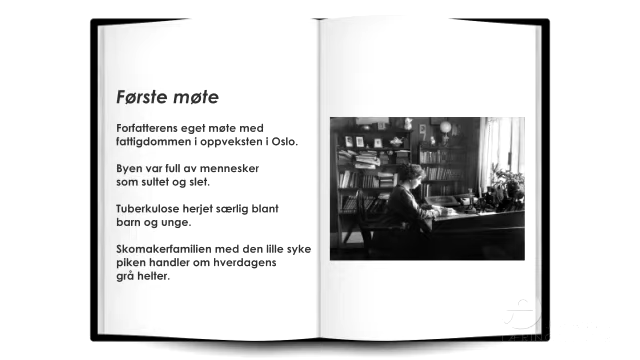 Første møte
Forfatterens eget møte med
fattigdommen i oppveksten i Oslo.
Byen var full av mennesker
som sultet og slet.
Tuberkulose herjet særlig blant
barn og unge.
Skomakerfamilien med den lille syke
piken handler om hverdagens
grå helter.